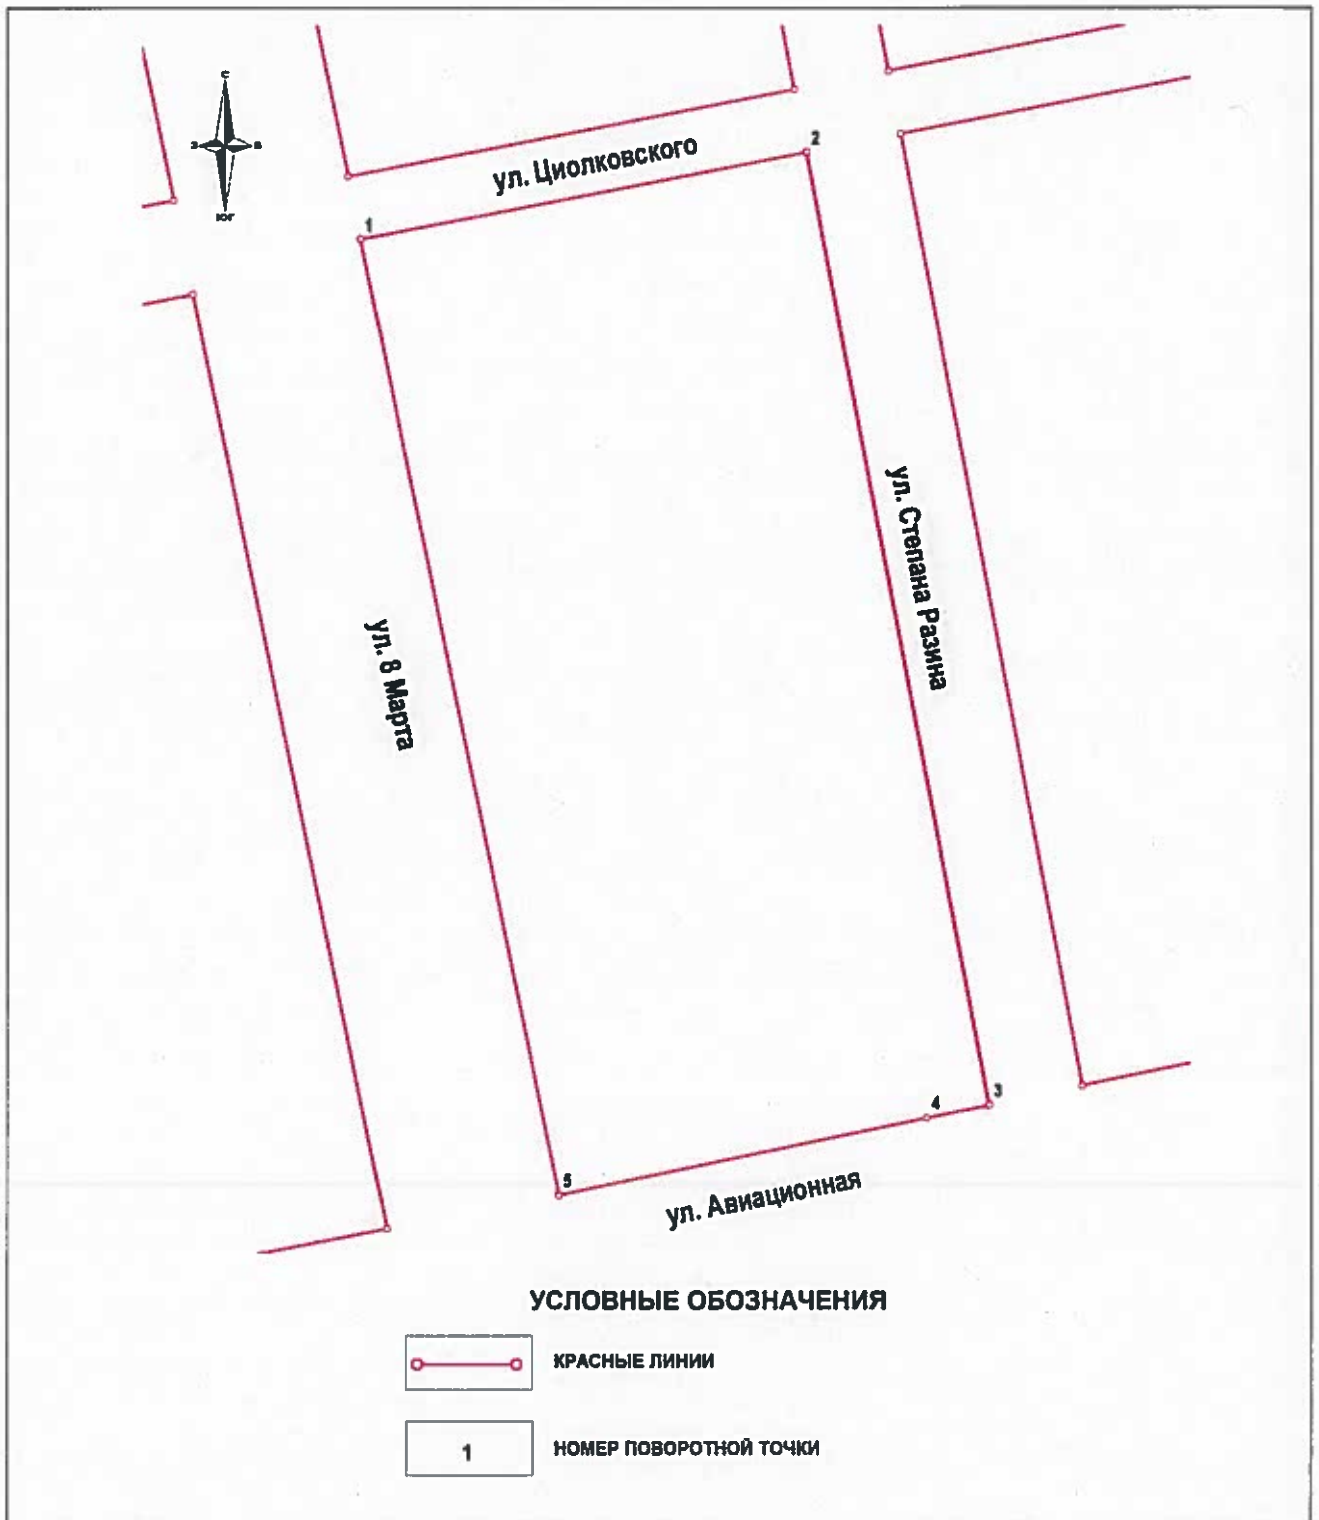 С
З
В
ЮГ
ул. Циолковского
2
1
ул. Степана Разина
ул. 8 Марта
3
4
5
ул. Авиационная
УСЛОВНЫЕ ОБОЗНАЧЕНИЯ
КРАСНЫЕ ЛИНИИ
1
НОМЕР ПОВОРОТНОЙ ТОЧКИ